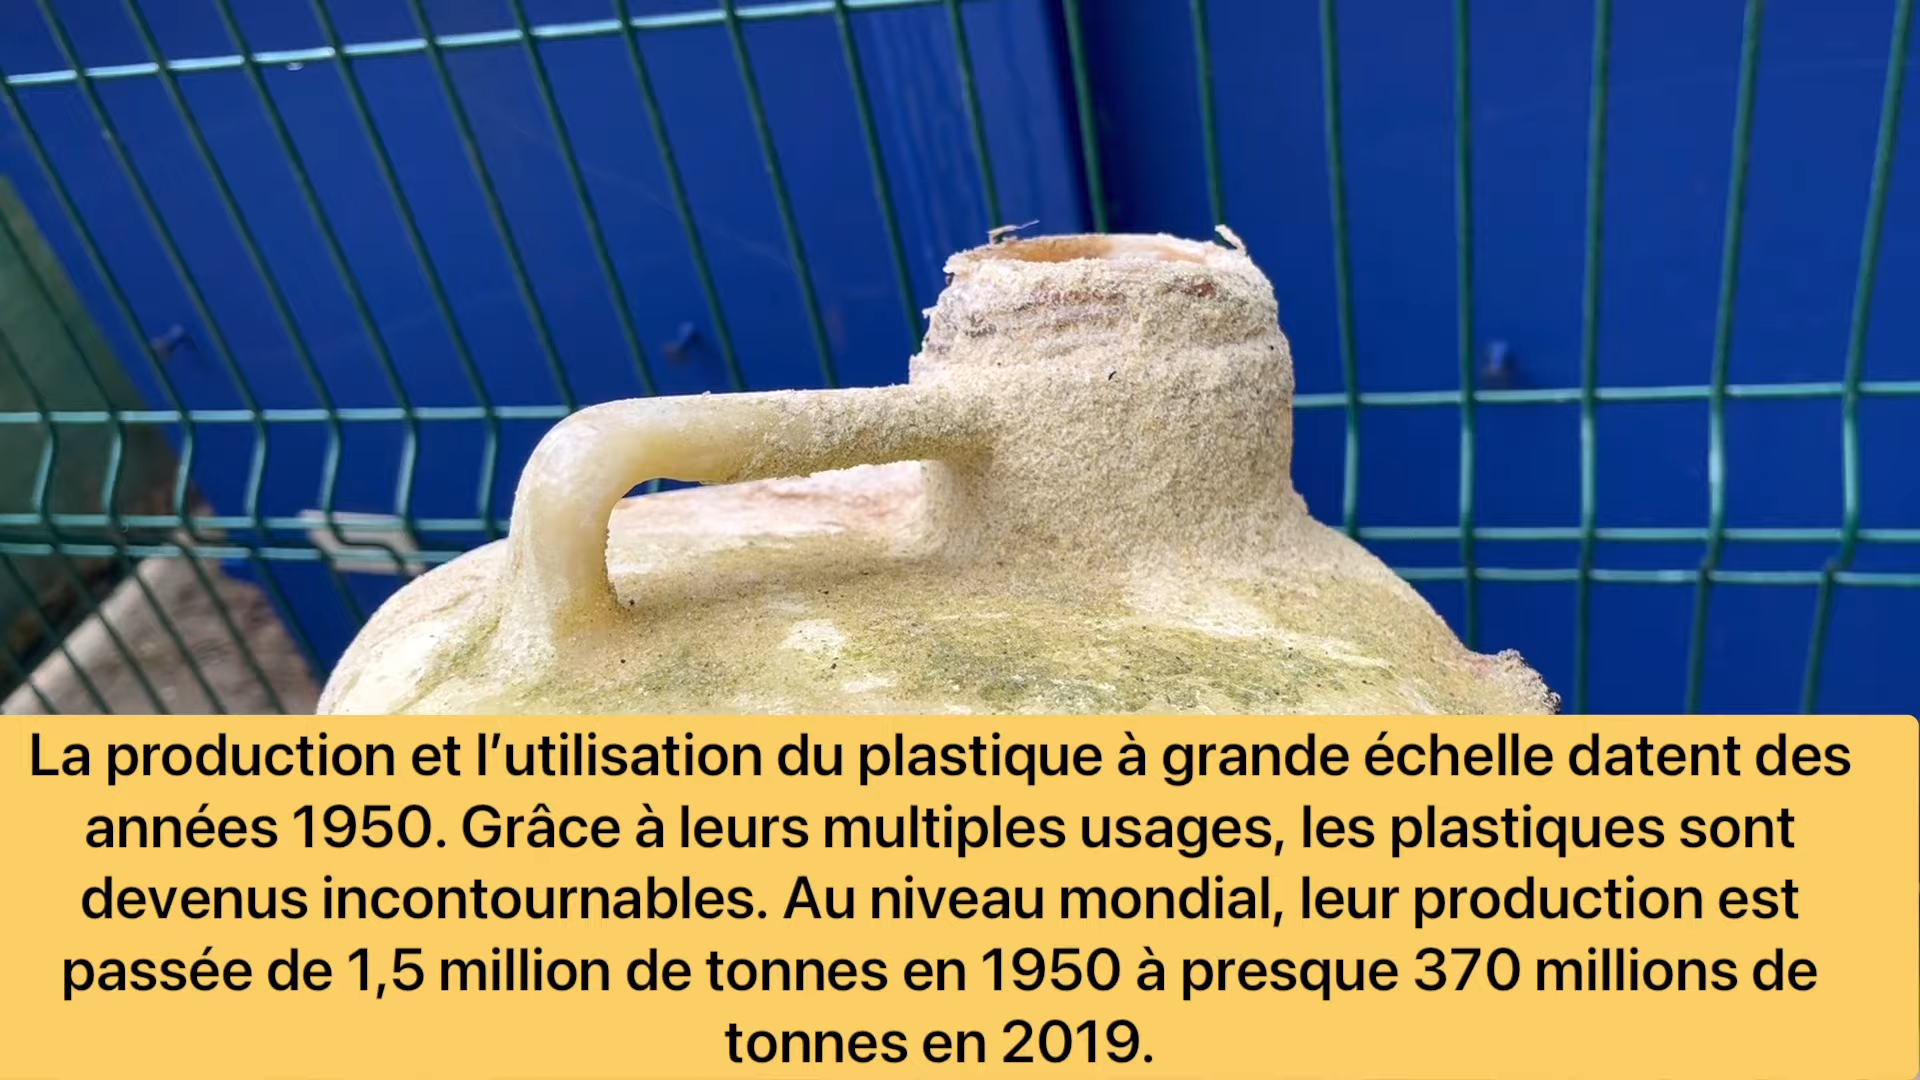 La production et l’utilisation du plastique à grande échelle datent des
années 1950. Grâce à leurs multiples usages, les plastiques sont
devenus incontournables. Au niveau mondial, leur production est
passée de 1,5 million de tonnes en 1950 à presque 370 millions de
tonnes en 2019.